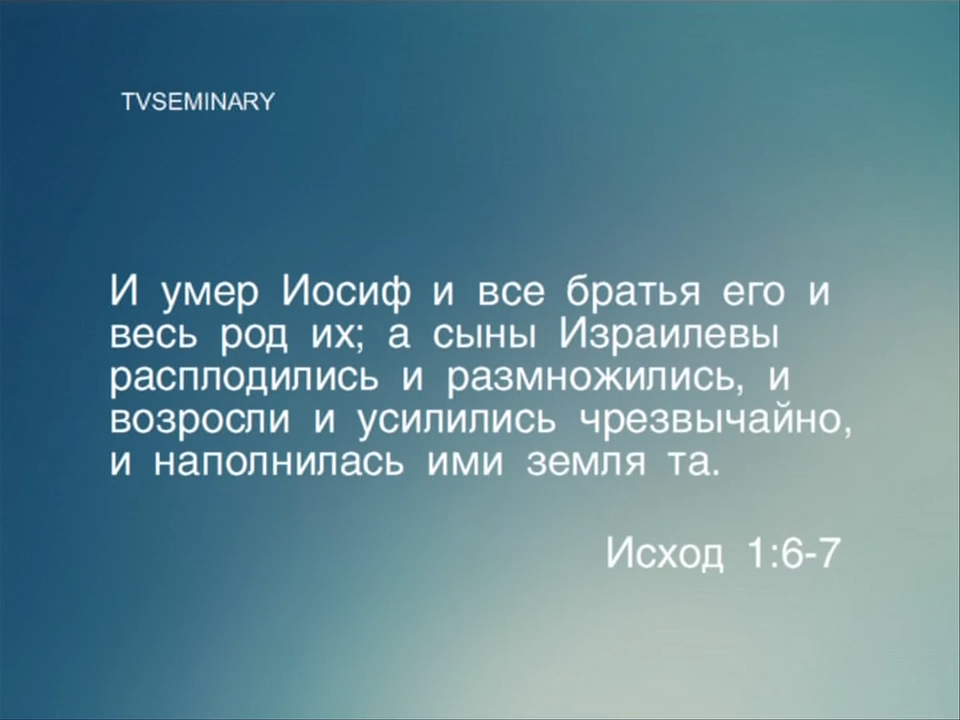 TVSEMINARY
И умер Иосиф и все братья его и
весь род их; а сыны Израилевы
расплодились и размножились, и
возросли и усилились чрезвычайно,
и наполнилась ими земля та.
Исход 1:6-7